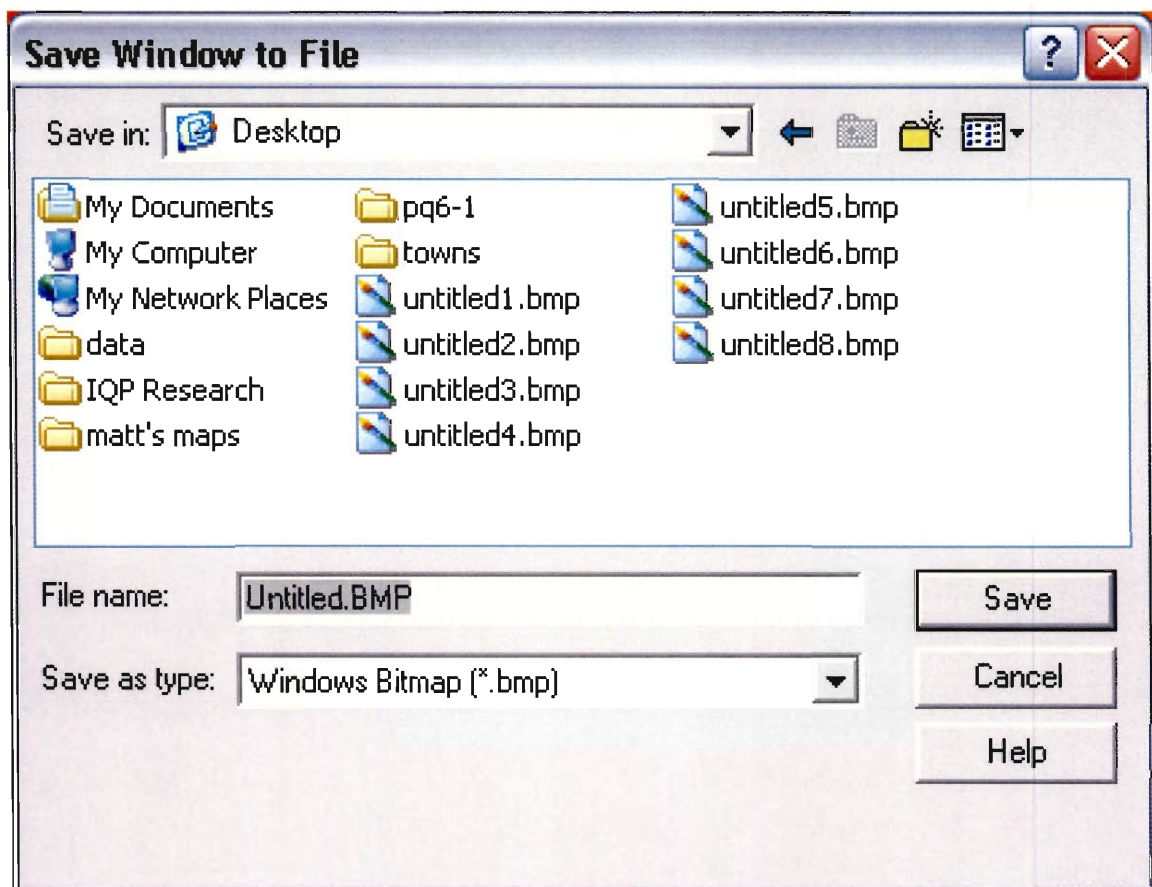 Save Window to File
?
Save in: Desktop
My Documents
My Computer
My Network Places
data
IQP Research
matt's maps
pq6-1
towns
untitled1.bmp
untitled2.bmp
untitled3.bmp
untitled4.bmp
untitled5.bmp
untitled6.bmp
untitled7.bmp
untitled8.bmp
File name: Untitled.BMP
Save
Save as type: Windows Bitmap (*.bmp)
Cancel
Help